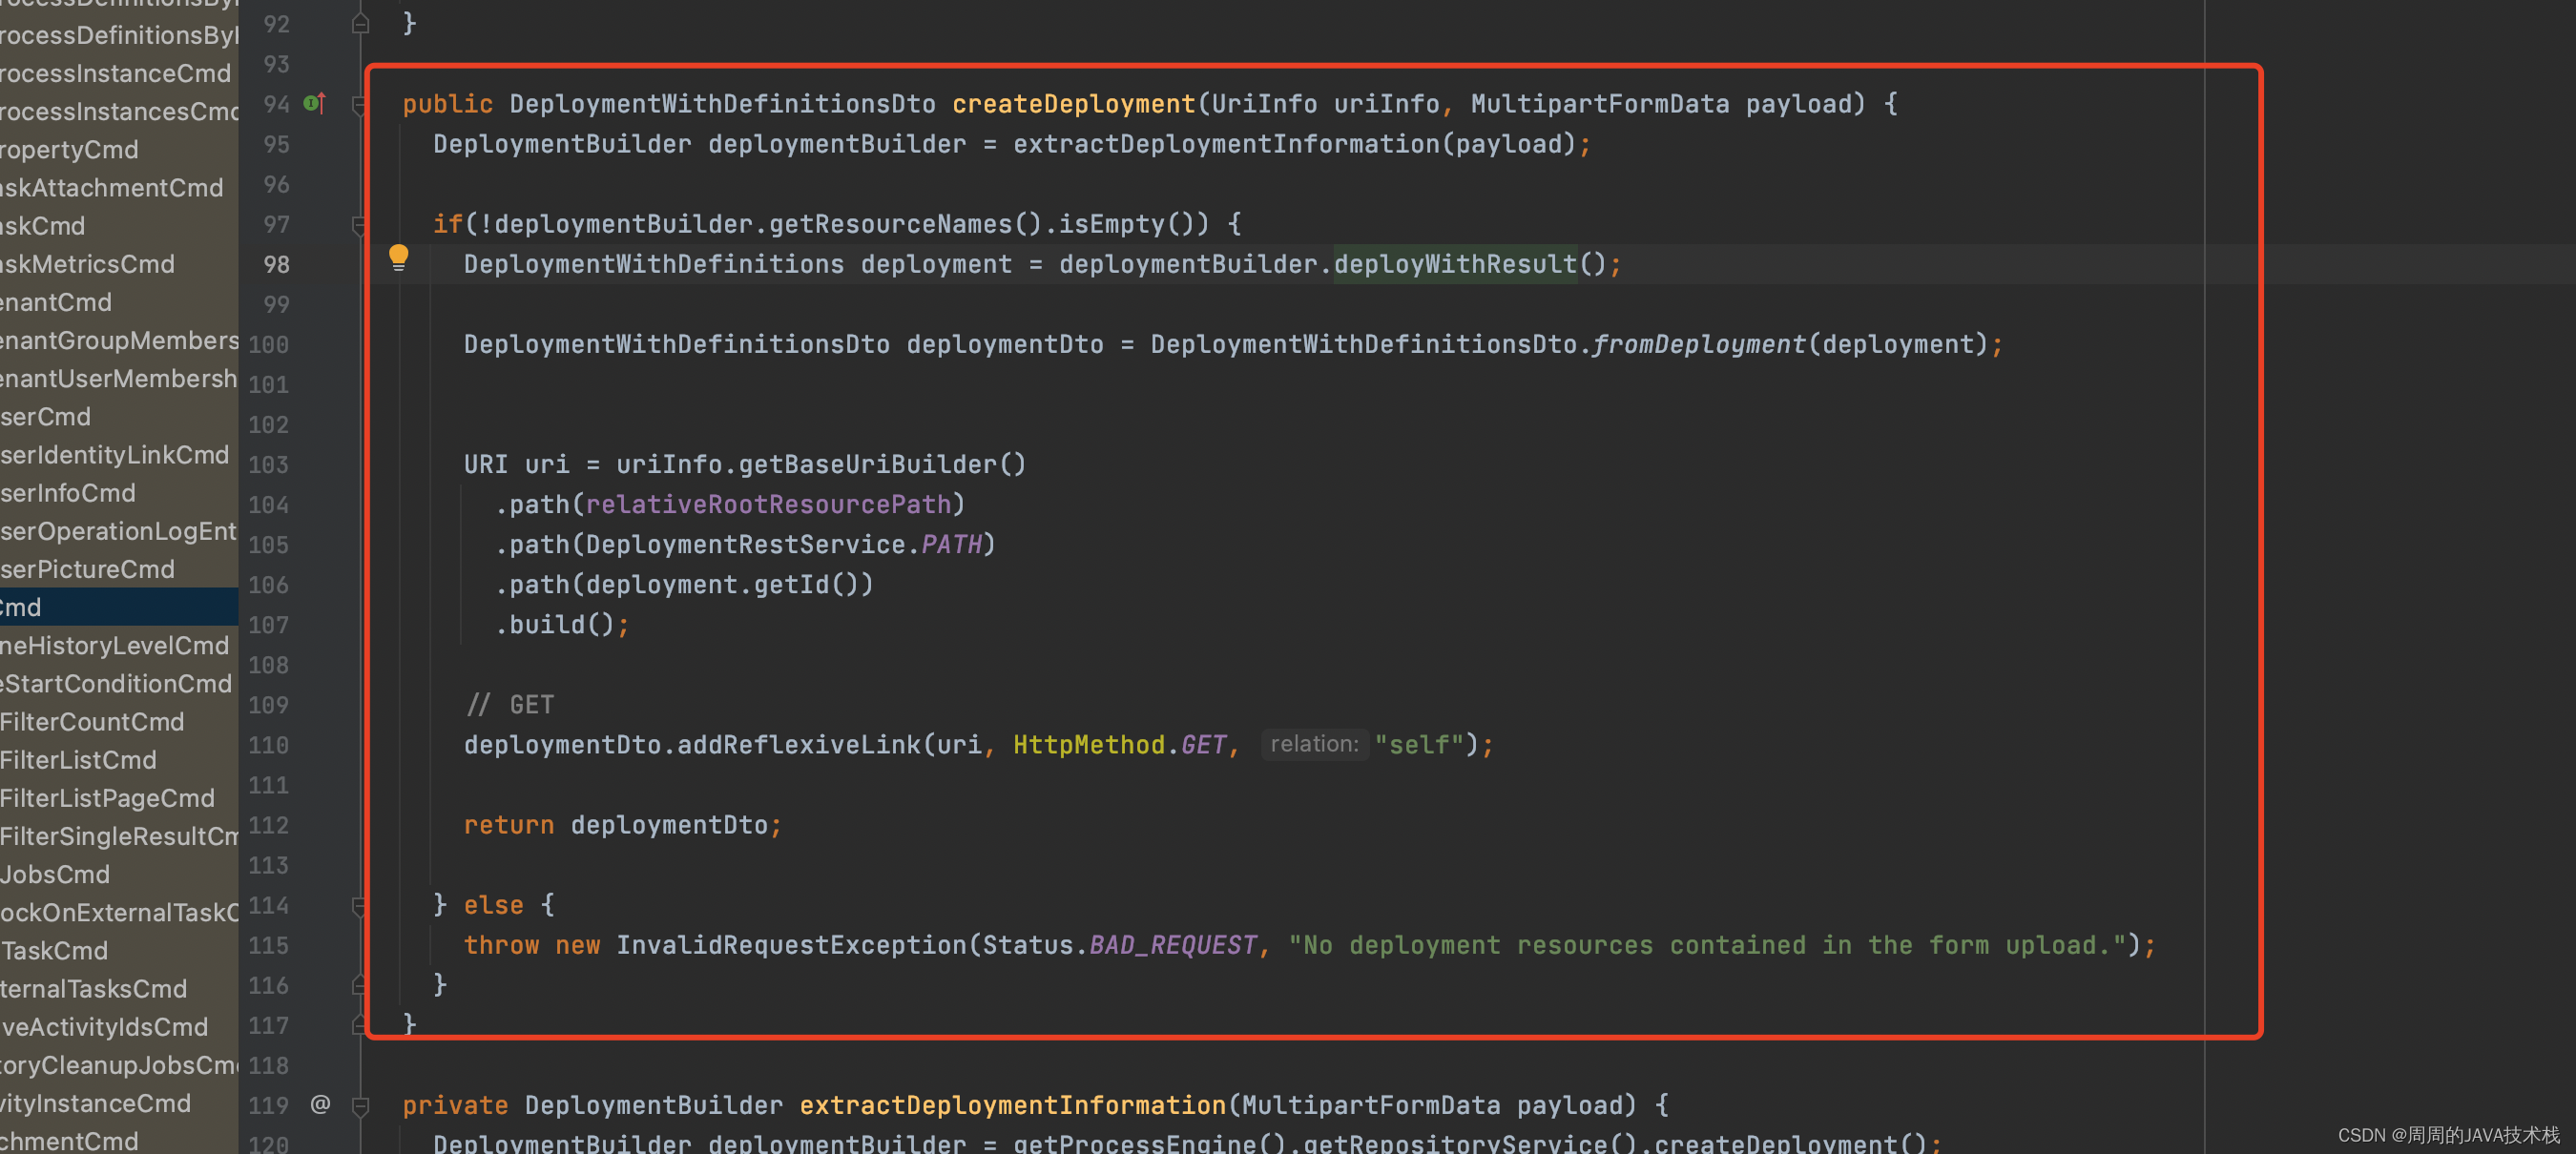 rocessDefinitionsByK
rocessDefinitionsByK
rocessInstanceCmd
rocessInstancesCmd
ropertyCmd
askAttachmentCmd
askCmd
askMetricsCmd
enantCmd
enantGroupMembers
enantUserMembersh
serCmd
serIdentityLinkCmd
serInfoCmd
serOperationLogEnt
serPictureCmd
Cmd
neHistoryLevelCmd
eStartConditionCmd
FilterCountCmd
FilterListCmd
FilterListPageCmd
FilterSingleResultCm
JobsCmd
ockOnExternalTaskC
TaskCmd
ternalTasksCmd
veActivityIdsCmd
toryCleanupJobsCm
vityInstanceCmd
chmentCmd
92 }
93
94 public DeploymentWithDefinitionsDto createDeployment(UriInfo uriInfo, MultipartFormData payload) {
95 DeploymentBuilder deploymentBuilder = extractDeploymentInformation(payload);
96
97 if(!deploymentBuilder.getResourceNames().isEmpty()) {
98 DeploymentWithDefinitions deployment = deploymentBuilder.deployWithResult();
99
100 DeploymentWithDefinitionsDto deploymentDto = DeploymentWithDefinitionsDto.fromDeployment(deployment);
101
102
103 URI uri = uriInfo.getBaseUriBuilder()
104 .path(relativeRootResourcePath)
105 .path(DeploymentRestService.PATH)
106 .path(deployment.getId())
107 .build();
108
109 // GET
110 deploymentDto.addReflexiveLink(uri, HttpMethod.GET, relation: "self");
111
112 return deploymentDto;
113
114 } else {
115 throw new InvalidRequestException(Status.BAD_REQUEST, "No deployment resources contained in the form upload.");
116 }
117 }
118
119 @ private DeploymentBuilder extractDeploymentInformation(MultipartFormData payload) {
120 DeploymentBuilder deploymentBuilder = getProcessEngine().getRepositoryService().createDeployment();
CSDN @周周的JAVA技术栈